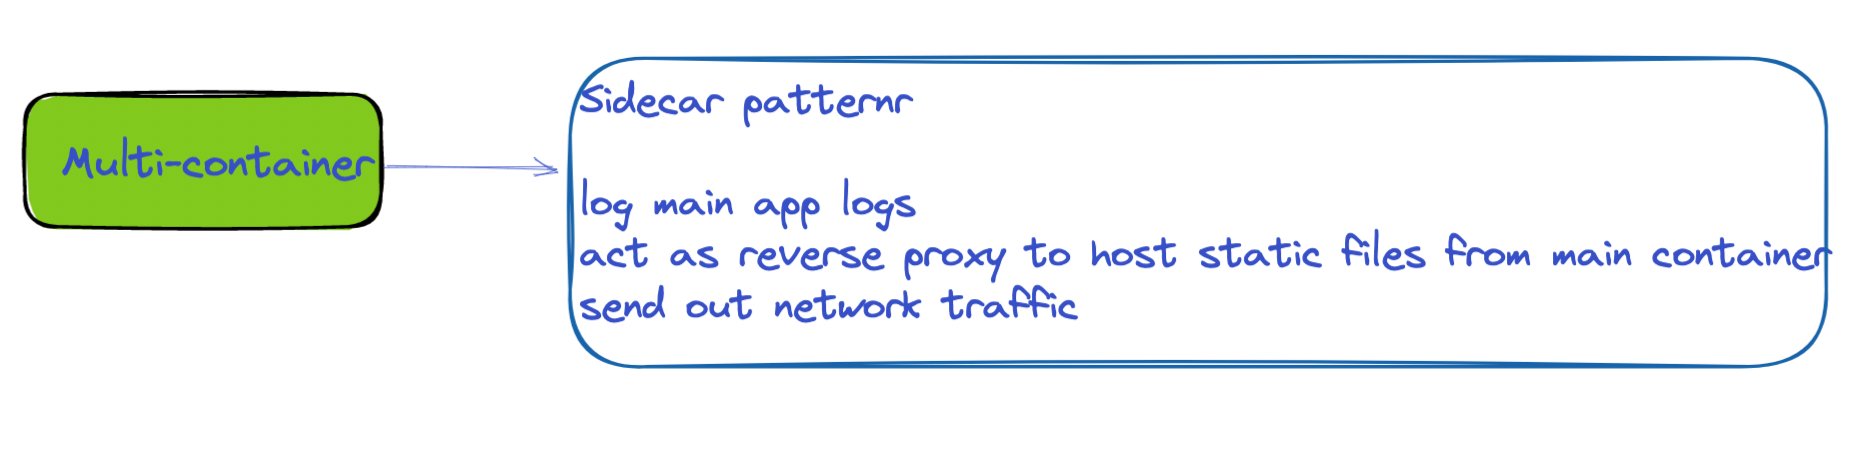 Multi-container
Sidecar patternr
log main app logs
act as reverse proxy to host static files from main container
send out network traffic